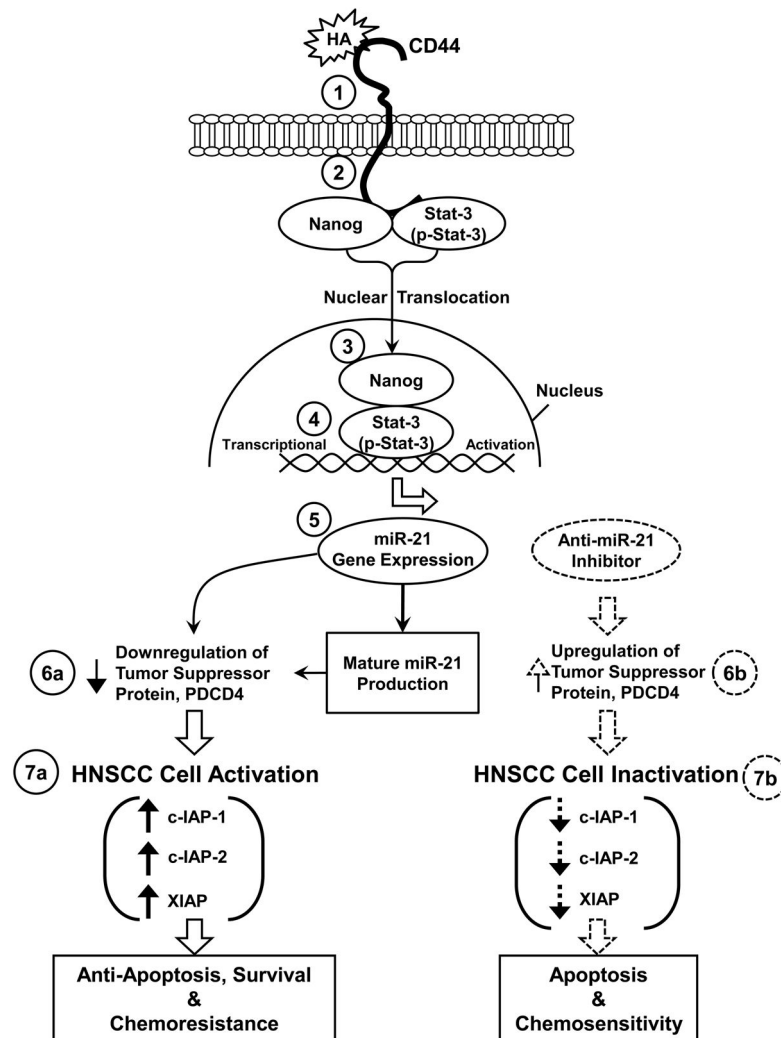 HA
CD44
1
2
Nanog
Stat-3
(p-Stat-3)
Nuclear Translocation
3
Nanog
Nucleus
4
Stat-3
(p-Stat-3)
Transcriptional
Activation
5
miR-21
Gene Expression
Anti-miR-21
Inhibitor
6a
Downregulation of
Tumor Suppressor
Protein, PDCD4
Mature miR-21
Production
Upregulation of
Tumor Suppressor
Protein, PDCD4
6b
7a
HNSCC Cell Activation
c-IAP-1
c-IAP-2
XIAP
HNSCC Cell Inactivation
7b
c-IAP-1
c-IAP-2
XIAP
Anti-Apoptosis, Survival
&
Chemoresistance
Apoptosis
&
Chemosensitivity